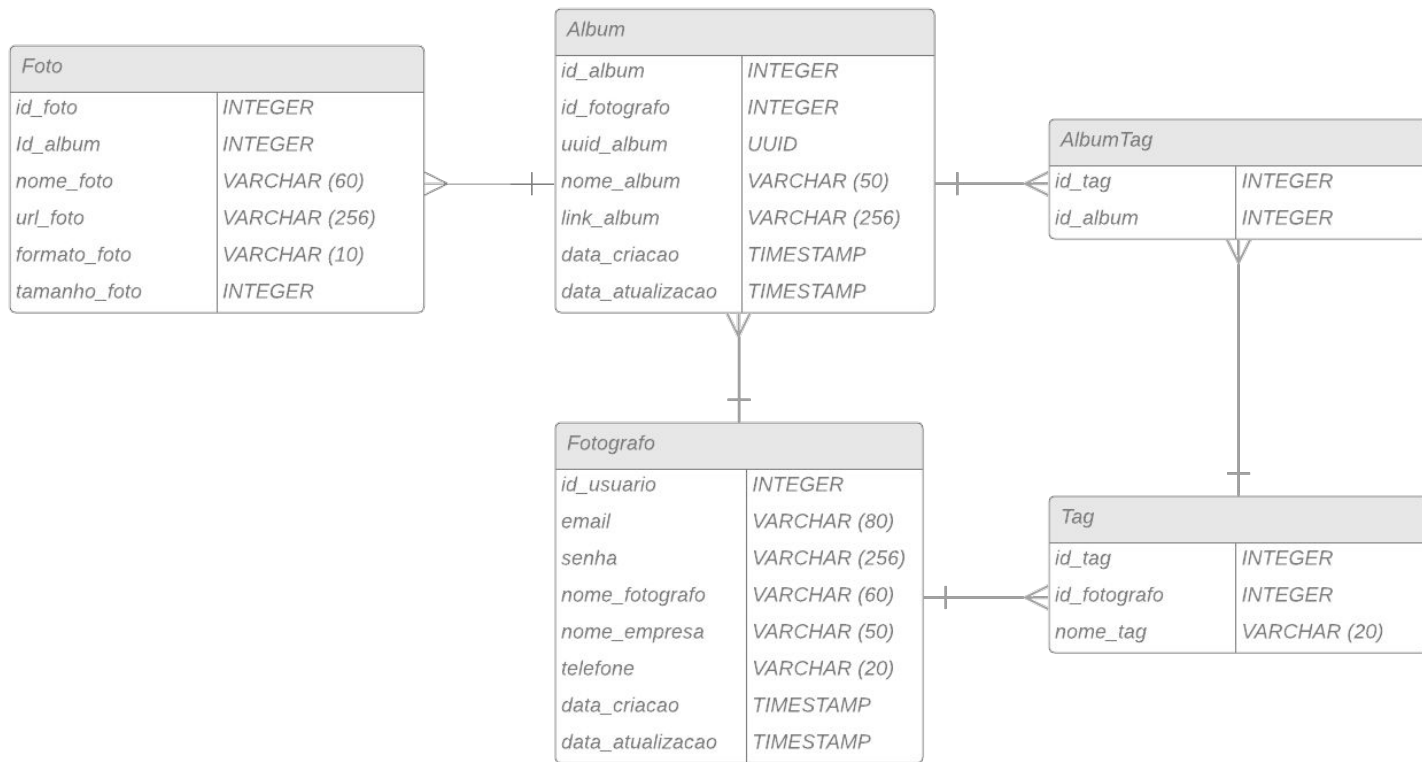 Foto
id_foto INTEGER
Id_album INTEGER
nome_foto VARCHAR (60)
url_foto VARCHAR (256)
formato_foto VARCHAR (10)
tamanho_foto INTEGER
Album
id_album INTEGER
id_fotografo INTEGER
uuid_album UUID
nome_album VARCHAR (50)
link_album VARCHAR (256)
data_criacao TIMESTAMP
data_atualizacao TIMESTAMP
AlbumTag
id_tag INTEGER
id_album INTEGER
Fotografo
id_usuario INTEGER
email VARCHAR (80)
senha VARCHAR (256)
nome_fotografo VARCHAR (60)
nome_empresa VARCHAR (50)
telefone VARCHAR (20)
data_criacao TIMESTAMP
data_atualizacao TIMESTAMP
Tag
id_tag INTEGER
id_fotografo INTEGER
nome_tag VARCHAR (20)